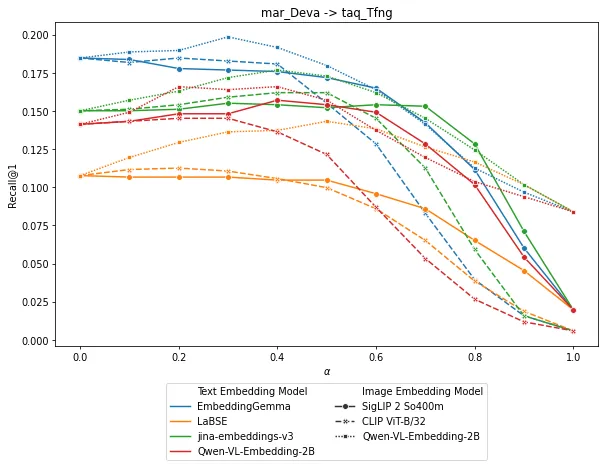 mar_Deva -> taq_Tfng
Recall@1
0.200
0.175
0.150
0.125
0.100
0.075
0.050
0.025
0.000
0.0 0.2 0.4 0.6 0.8 1.0
α
Text Embedding Model
EmbeddingGemma
LaBSE
jina-embeddings-v3
Qwen-VL-Embedding-2B
Image Embedding Model
SigLIP 2 So400m
CLIP ViT-B/32
Qwen-VL-Embedding-2B